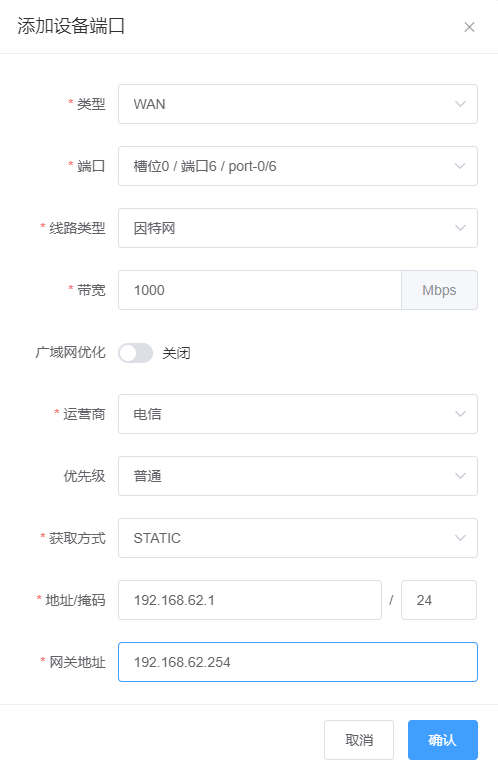 添加设备端口
* 类型 WAN
* 端口 槽位0 / 端口6 / port-0/6
* 线路类型 因特网
* 带宽 1000 Mbps
广域网优化 关闭
* 运营商 电信
优先级 普通
* 获取方式 STATIC
* 地址/掩码 192.168.62.1 / 24
* 网关地址 192.168.62.254
取消 确认